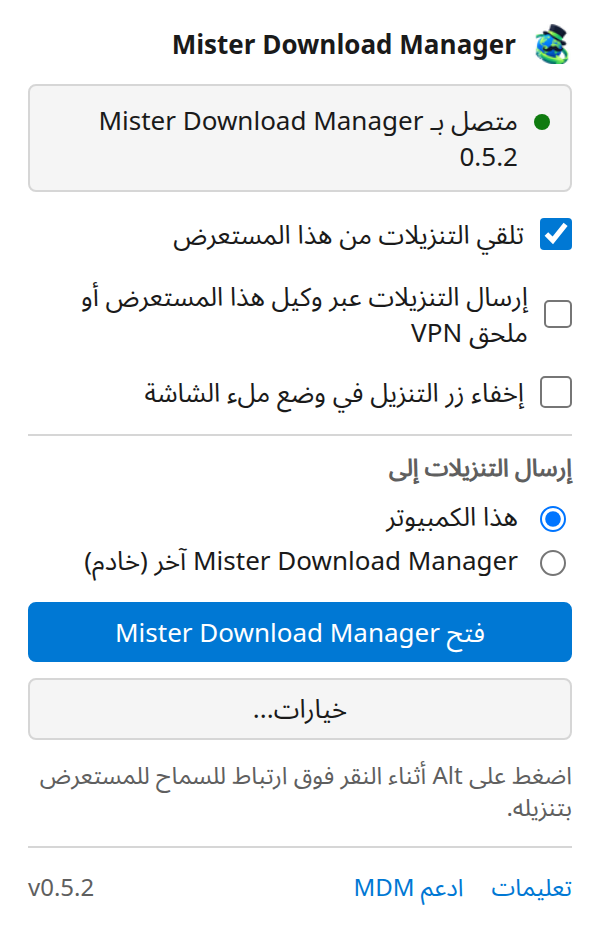 Mister Download Manager
متصل بـ Mister Download Manager
0.5.2
تلقي التنزيلات من هذا المستعرض
إرسال التنزيلات عبر وكيل هذا المستعرض أو
ملحق VPN
إخفاء زر التنزيل في وضع ملء الشاشة
إرسال التنزيلات إلى
هذا الكمبيوتر
Mister Download Manager آخر (خادم)
فتح Mister Download Manager
خيارات...
اضغط على Alt أثناء النقر فوق ارتباط للسماح للمستعرض
بتنزيله.
تعليمات ادعم MDM v0.5.2